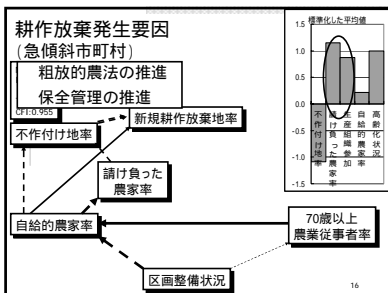 耕作放棄発生要因
(急傾斜市町村)
粗放的農法の推進
保全管理の推進
CFI:0.955
不作付け地率
新規耕作放棄地率
請け負った
農家率
自給的農家率
70歳以上
農業従事者率
区画整備状況
標準化した平均値
1.5
1.0
0.5
0.0
-0.5
-1.0
-1.5
不作付け地率
請け負った農家率
生産組織参加
自給的農家率
高齢化状況
16